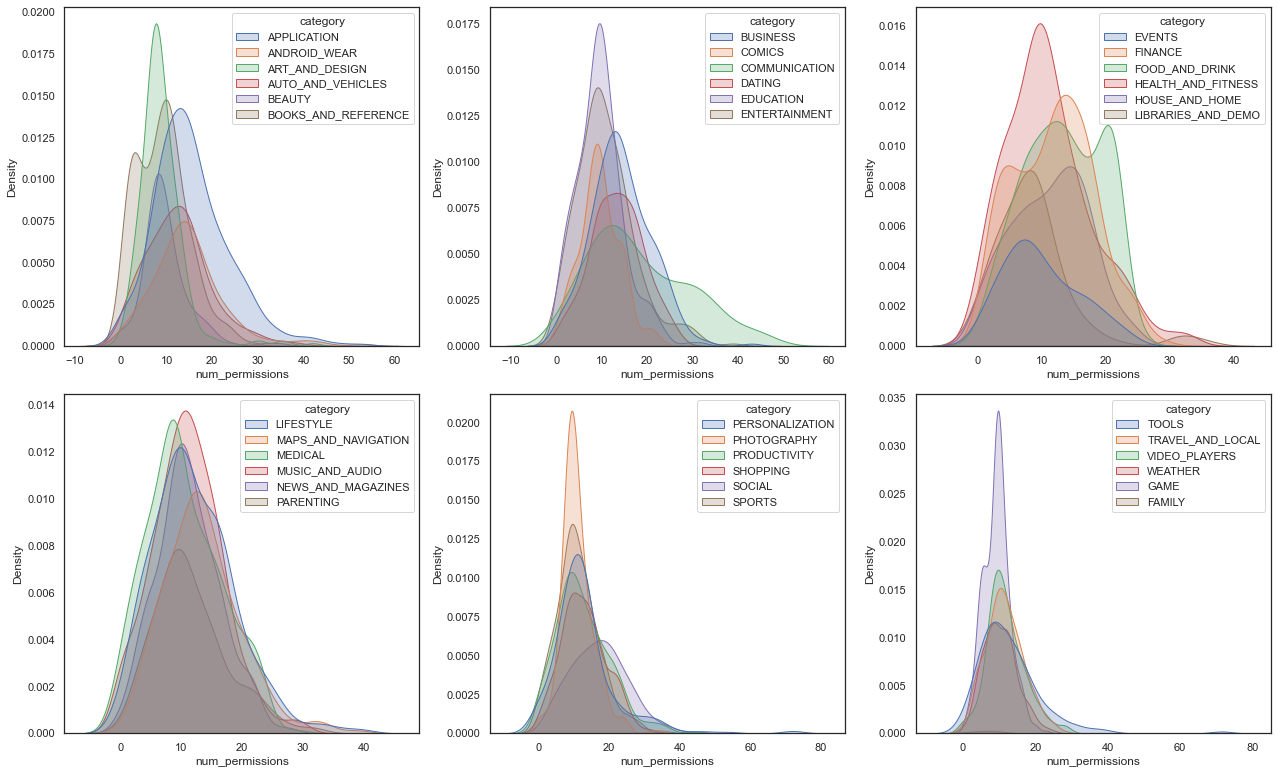 category
APPLICATION
ANDROID_WEAR
ART_AND_DESIGN
AUTO_AND_VEHICLES
BEAUTY
BOOKS_AND_REFERENCE
Density
0.0200
0.0175
0.0150
0.0125
0.0100
0.0075
0.0050
0.0025
0.0000
−10 0 10 20 30 40 50 60
num_permissions
category
BUSINESS
COMICS
COMMUNICATION
DATING
EDUCATION
ENTERTAINMENT
Density
0.0175
0.0150
0.0125
0.0100
0.0075
0.0050
0.0025
0.0000
−10 0 10 20 30 40 50 60
num_permissions
category
EVENTS
FINANCE
FOOD_AND_DRINK
HEALTH_AND_FITNESS
HOUSE_AND_HOME
LIBRARIES_AND_DEMO
Density
0.016
0.014
0.012
0.010
0.008
0.006
0.004
0.002
0.000
0 10 20 30 40
num_permissions
category
LIFESTYLE
MAPS_AND_NAVIGATION
MEDICAL
MUSIC_AND_AUDIO
NEWS_AND_MAGAZINES
PARENTING
Density
0.014
0.012
0.010
0.008
0.006
0.004
0.002
0.000
0 10 20 30 40
num_permissions
category
PERSONALIZATION
PHOTOGRAPHY
PRODUCTIVITY
SHOPPING
SOCIAL
SPORTS
Density
0.0200
0.0175
0.0150
0.0125
0.0100
0.0075
0.0050
0.0025
0.0000
0 20 40 60 80
num_permissions
category
TOOLS
TRAVEL_AND_LOCAL
VIDEO_PLAYERS
WEATHER
GAME
FAMILY
Density
0.035
0.030
0.025
0.020
0.015
0.010
0.005
0.000
0 20 40 60 80
num_permissions